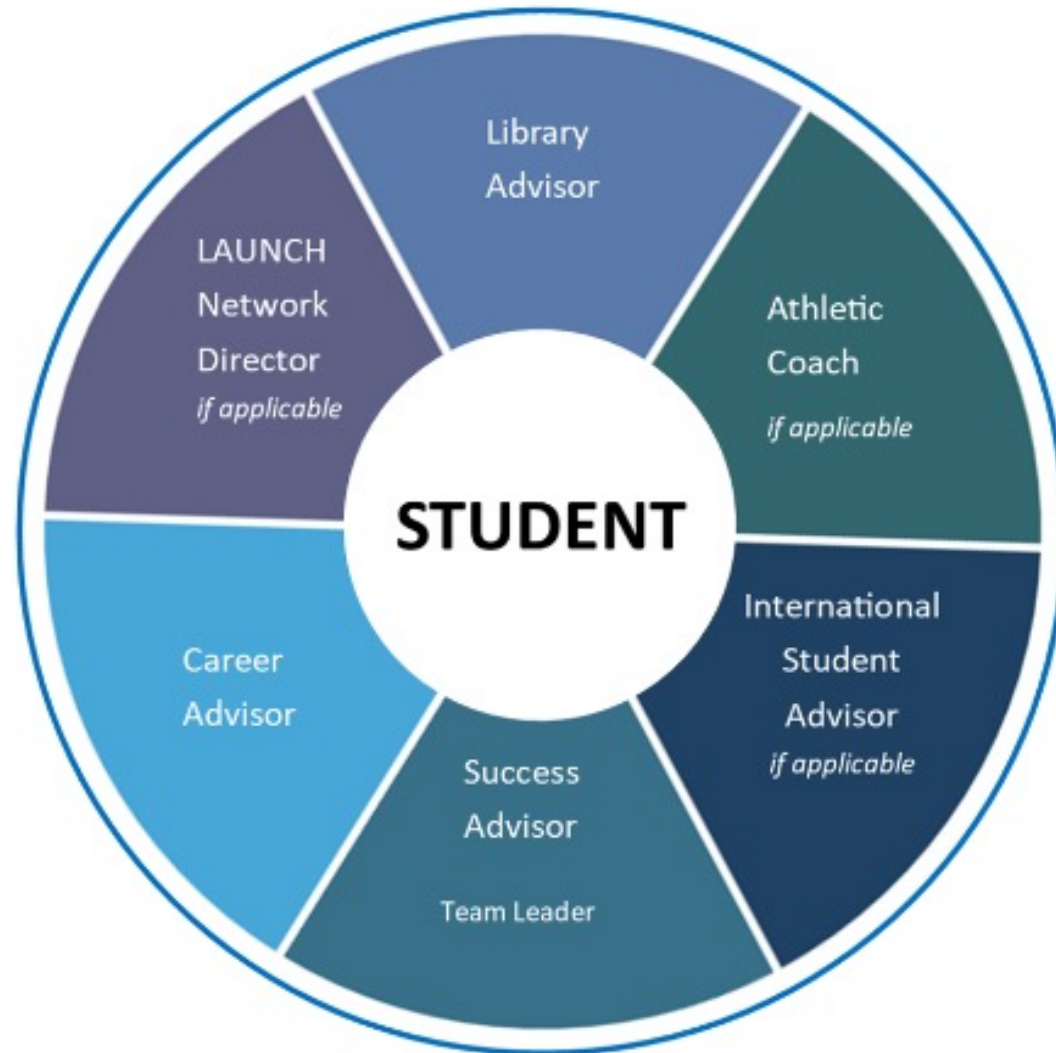 Library
Advisor
Athletic
Coach
if applicable
International
Student
Advisor
if applicable
Success
Advisor
Team Leader
Career
Advisor
LAUNCH
Network
Director
if applicable
STUDENT